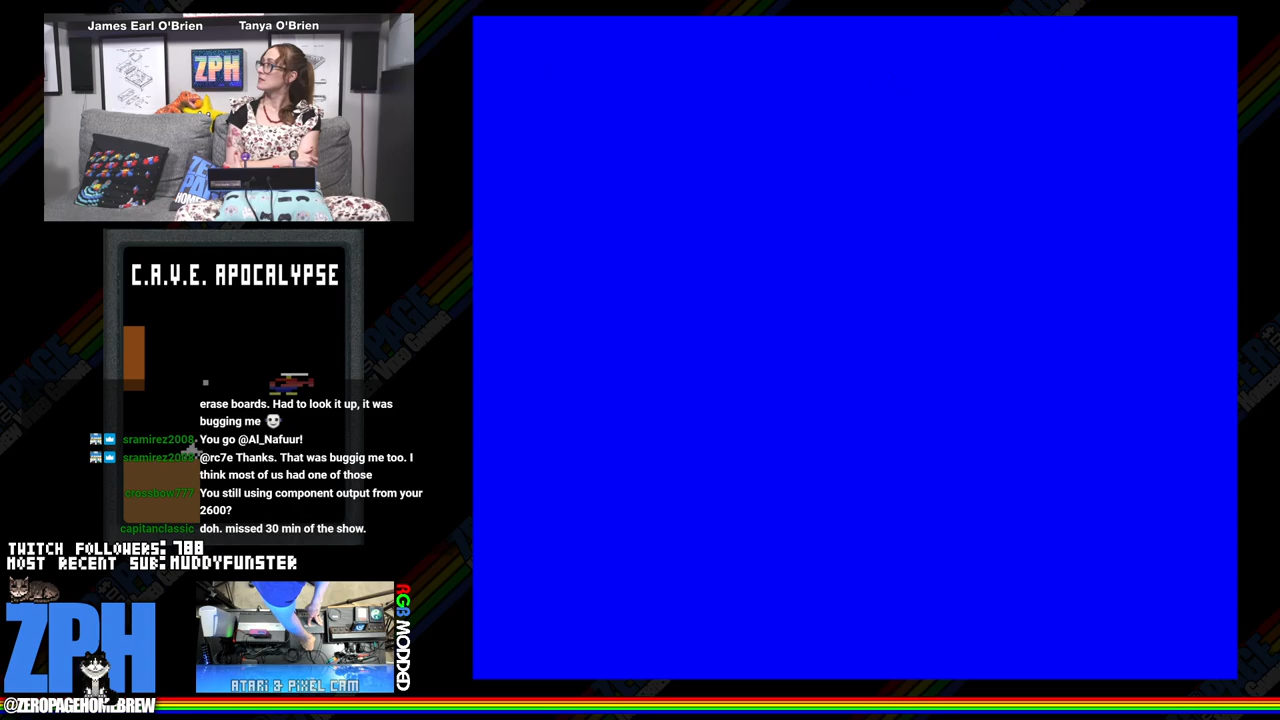 James Earl O'Brien
Tanya O'Brien
ZPH
C.A.V.E. APOCALYPSE
erase boards. Had to look it up, it was
bugging me
sramirez2008 You go @Al_Nafuur!
sramirez2008 @rc7e Thanks. That was buggig me too. I
think most of us had one of those
crossbow777 You still using component output from your
2600?
capitanclassic doh. missed 30 min of the show.
TWITCH FOLLOWERS: 788
MOST RECENT SUB: MUDDYFUNSTER
ZPH
RGB MODDED
ATARI & PIXEL CAM
@ZEROPAGEHOMEBREW